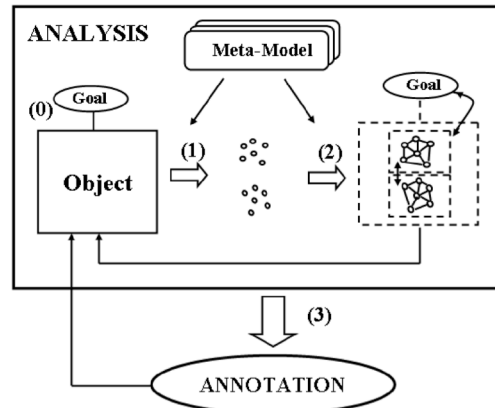 ANALYSIS
Meta-Model
Goal
Goal
(0)
(1)
(2)
Object
(3)
ANNOTATION